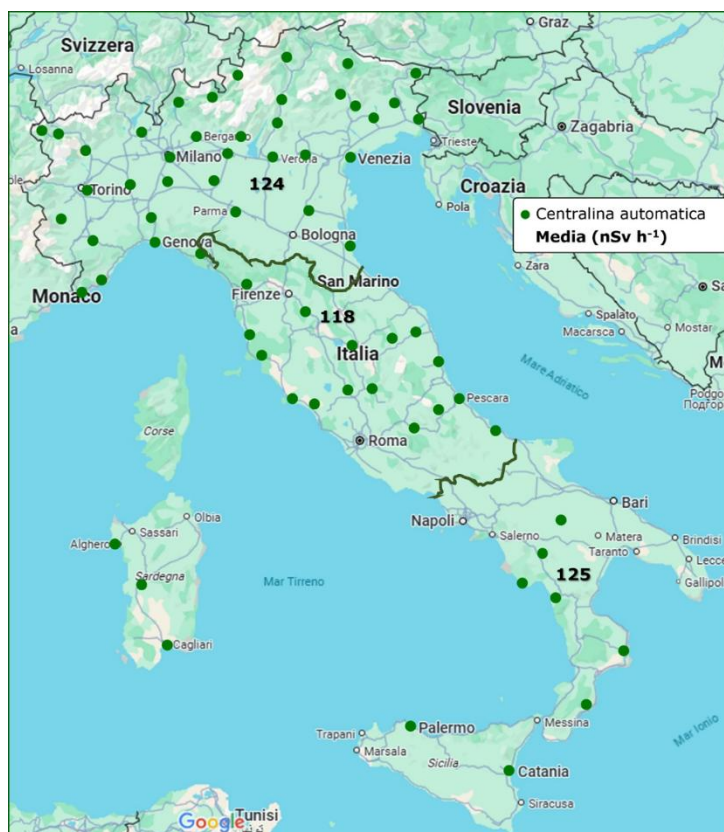 Graz
Svizzera
Losanna
Slovenia
Zagabria
Bergamo
Trieste
Milano
Verona
Venezia
Croazia
Torino
124
Pola
Parma
Centralina automatica
Media (nSv h⁻¹)
Bologna
Genova
Zara
San Marino
Monaco
Firenze
118
Spalato
Mostar
Macarsca
Italia
Mare Adriatico
Pescara
Podgor
Подгор
Corse
Roma
Bari
Olbia
Napoli
Sassari
Salerno
Matera
Brindisi
Alghero
Taranto
Lecce
Sardegna
Mar Tirreno
125
Gallipol
Cagliari
Messina
Palermo
Trapani
Mar Ionio
Marsala
Sicilia
Catania
Siracusa
Google
Tunisi